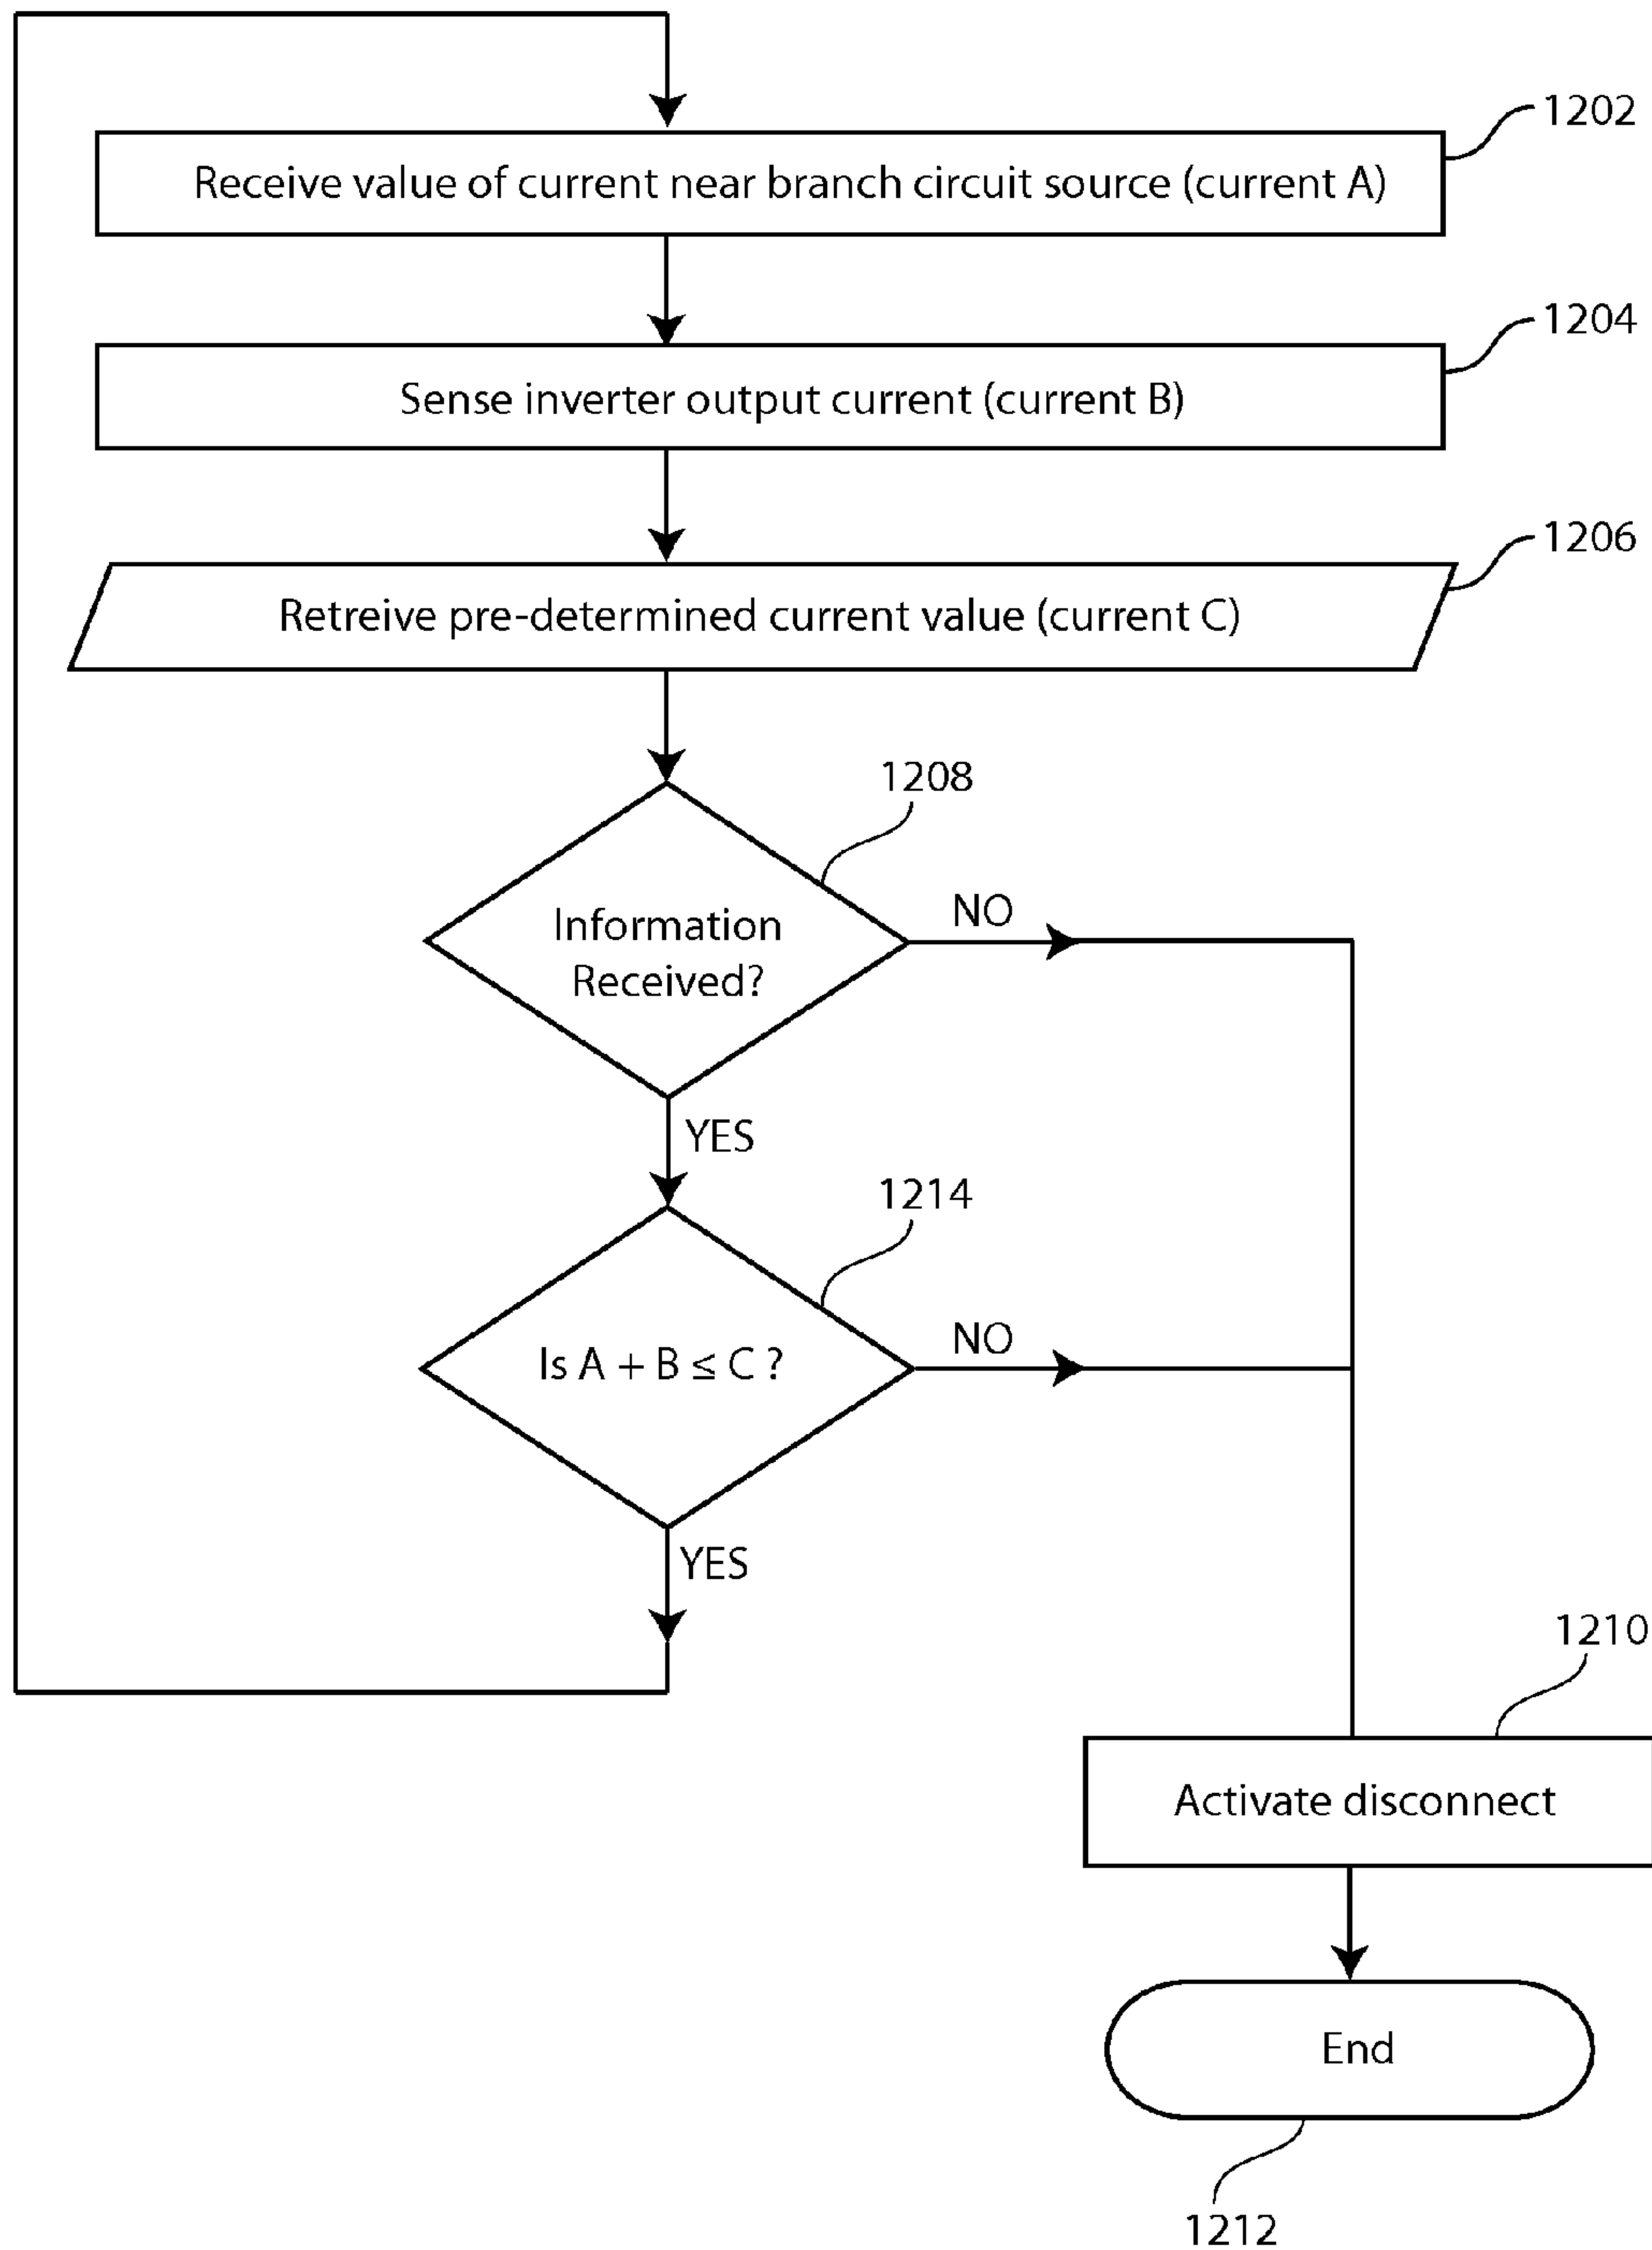 1202
Receive value of current near branch circuit source (current A)
1204
Sense inverter output current (current B)
1206
Retreive pre-determined current value (current C)
1208
NO
Information
Received?
YES
1214
NO
Is A + B ≤ C ?
YES
1210
Activate disconnect
End
1212